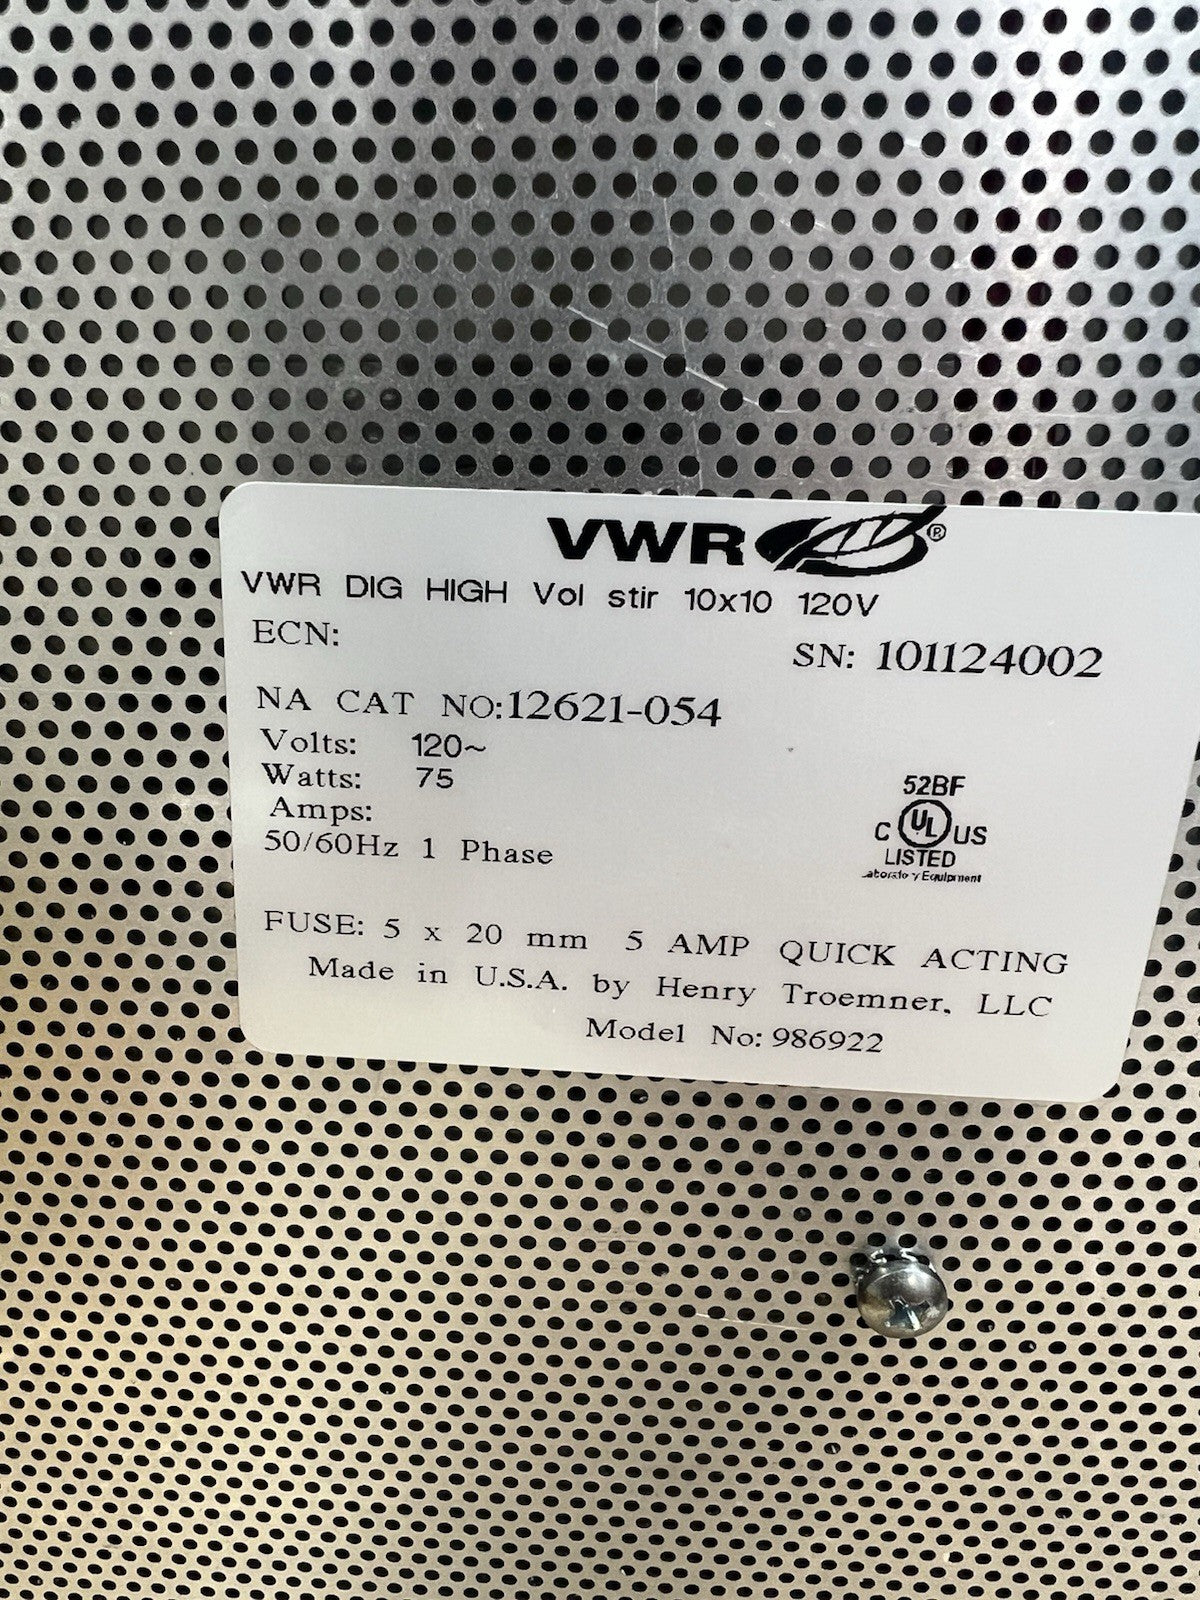 VWR®
VWR DIG HIGH Vol stir 10x10 120V
ECN:
SN: 101124002
NA CAT NO:12621-054
Volts: 120~
Watts: 75
Amps:
50/60Hz 1 Phase
52BF
C UL US
LISTED
Laboratory Equipment
FUSE: 5 x 20 mm 5 AMP QUICK ACTING
Made in U.S.A. by Henry Troemner, LLC
Model No: 986922